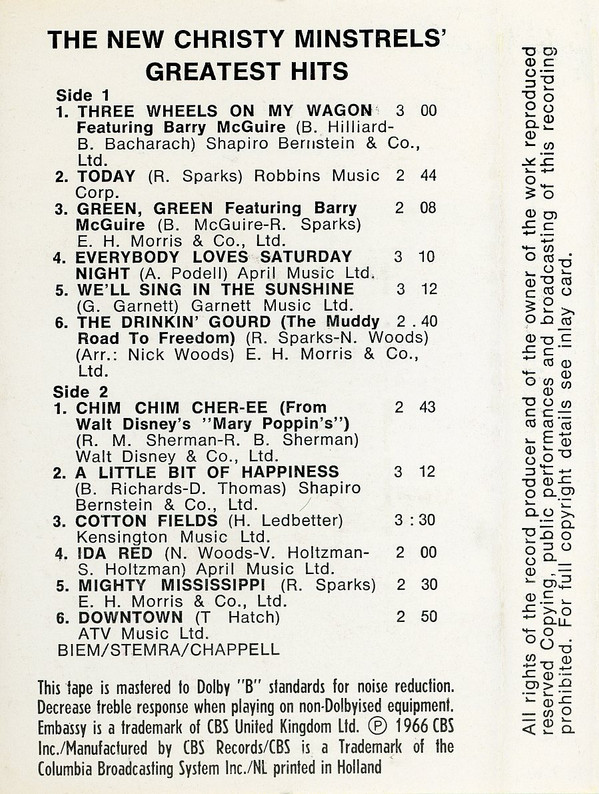 THE NEW CHRISTY MINSTRELS'
GREATEST HITS
Side 1
1. THREE WHEELS ON MY WAGON 3 00
Featuring Barry McGuire (B. Hilliard-
B. Bacharach) Shapiro Bernstein & Co.,
Ltd.
2. TODAY (R. Sparks) Robbins Music 2 44
Corp.
3. GREEN, GREEN Featuring Barry 2 08
McGuire (B. McGuire-R. Sparks)
E. H. Morris & Co., Ltd.
4. EVERYBODY LOVES SATURDAY 3 10
NIGHT (A. Podell) April Music Ltd.
5. WE'LL SING IN THE SUNSHINE 3 12
(G. Garnett) Garnett Music Ltd.
6. THE DRINKIN' GOURD (The Muddy 2.40
Road To Freedom) (R. Sparks-N. Woods)
(Arr.: Nick Woods) E. H. Morris & Co.,
Ltd.
Side 2
1. CHIM CHIM CHER-EE (From 2 43
Walt Disney's "Mary Poppin's")
(R. M. Sherman-R. B. Sherman)
Walt Disney & Co., Ltd.
2. A LITTLE BIT OF HAPPINESS 3 12
(B. Richards-D. Thomas) Shapiro
Bernstein & Co., Ltd.
3. COTTON FIELDS (H. Ledbetter) 3:30
Kensington Music Ltd.
4. IDA RED (N. Woods-V. Holtzman- 2 00
S. Holtzman) April Music Ltd.
5. MIGHTY MISSISSIPPI (R. Sparks) 2 30
E. H. Morris & Co., Ltd.
6. DOWNTOWN (T Hatch) 2 50
ATV Music Ltd.
BIEM/STEMRA/CHAPPELL
This tape is mastered to Dolby "B" standards for noise reduction.
Decrease treble response when playing on non-Dolbyised equipment.
Embassy is a trademark of CBS United Kingdom Ltd. ℗ 1966 CBS
Inc./Manufactured by CBS Records/CBS is a Trademark of the
Columbia Broadcasting System Inc./NL printed in Holland
All rights of the record producer and of the owner of the work reproduced
reserved Copying, public performances and broadcasting of this recording
prohibited. For full copyright details see inlay card.